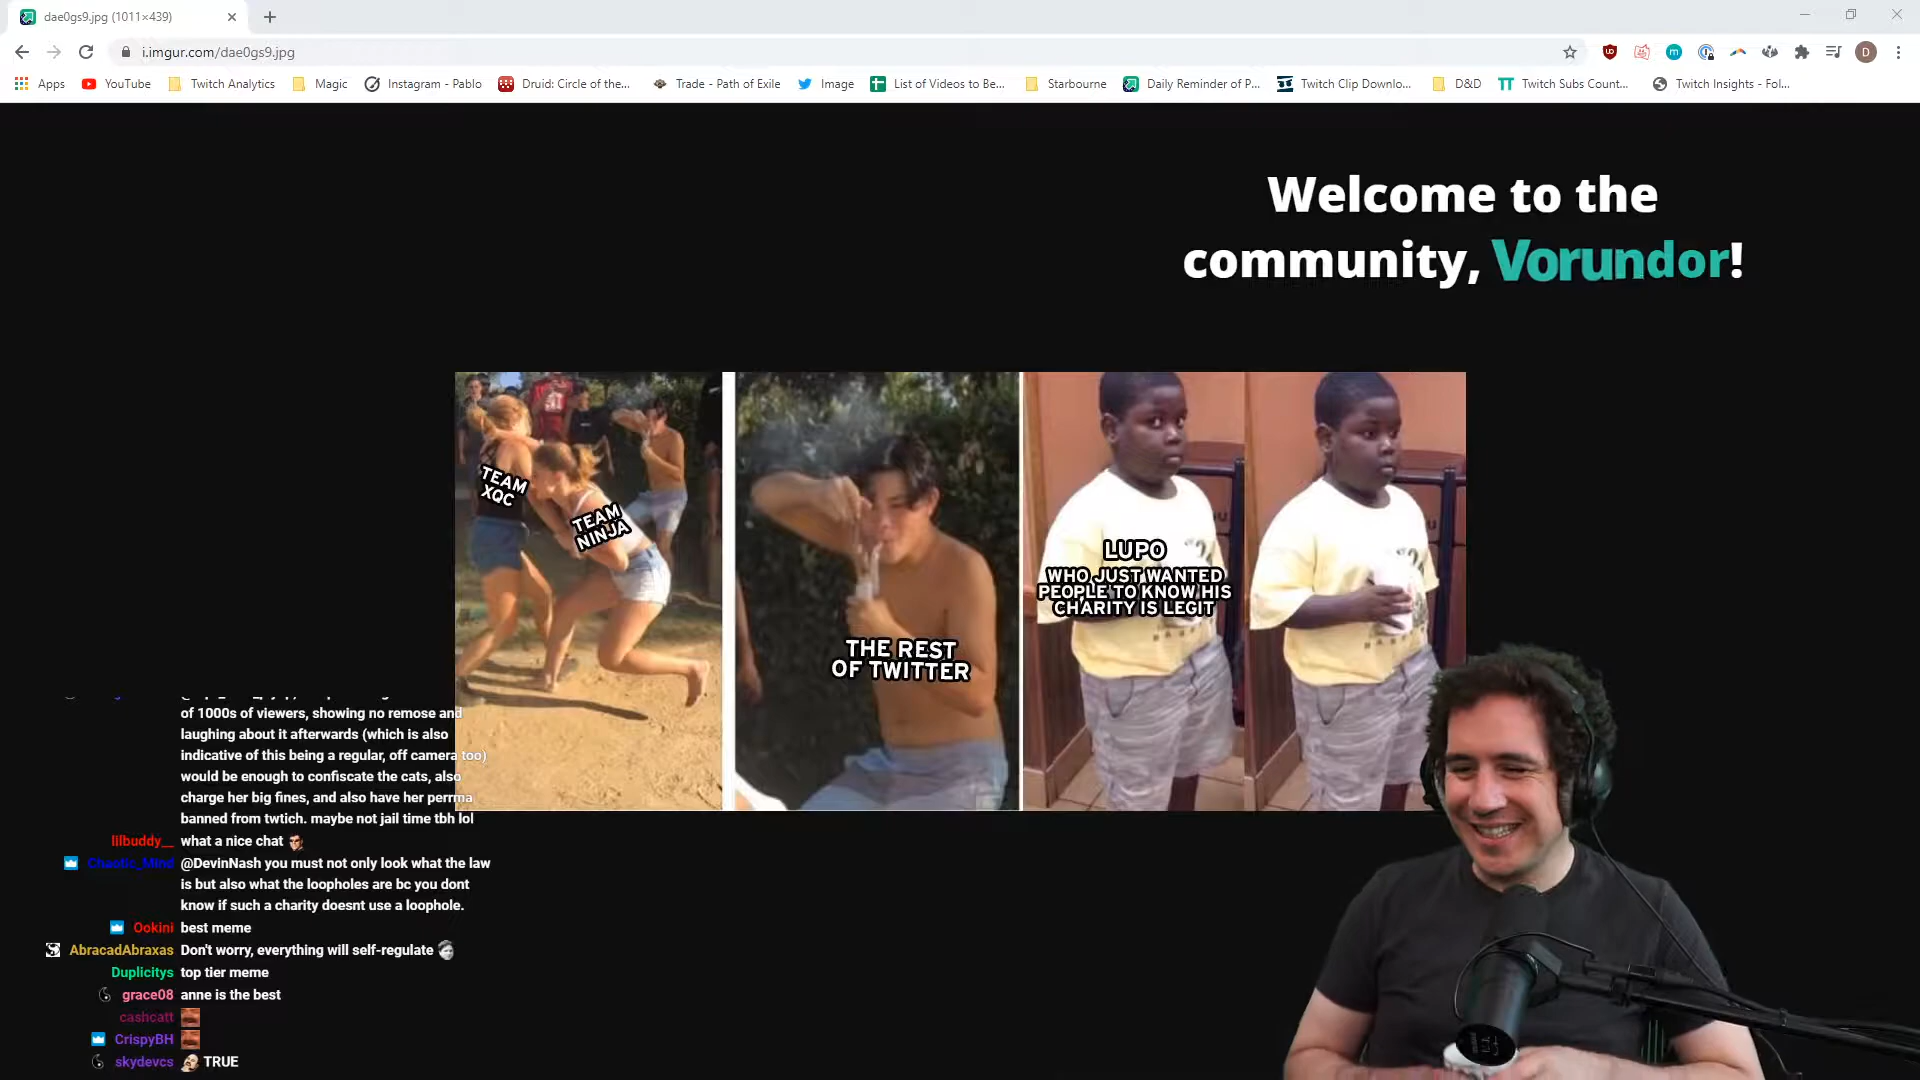 dae0gs9.jpg (1011×439)
i.imgur.com/dae0gs9.jpg
Apps YouTube Twitch Analytics Magic Instagram - Pablo Druid: Circle of the... Trade - Path of Exile Image List of Videos to Be... Starbourne Daily Reminder of P... Twitch Clip Downlo... D&D Twitch Subs Count... Twitch Insights - Fol...
Welcome to the
community, Vorundor!
TEAM
XQC
TEAM
NINJA
THE REST
OF TWITTER
LUPO
WHO JUST WANTED
PEOPLE TO KNOW HIS
CHARITY IS LEGIT
of 1000s of viewers, showing no remose and
laughing about it afterwards (which is also
indicative of this being a regular, off camera too)
would be enough to confiscate the cats, also
charge her big fines, and also have her perrma
banned from twtich. maybe not jail time tbh lol
lilbuddy__ what a nice chat
Chaotic_Mind @DevinNash you must not only look what the law
is but also what the loopholes are bc you dont
know if such a charity doesnt use a loophole.
Ookini best meme
AbracadAbraxas Don't worry, everything will self-regulate
Duplicitys top tier meme
grace08 anne is the best
cashcatt
CrispyBH
skydevcs TRUE